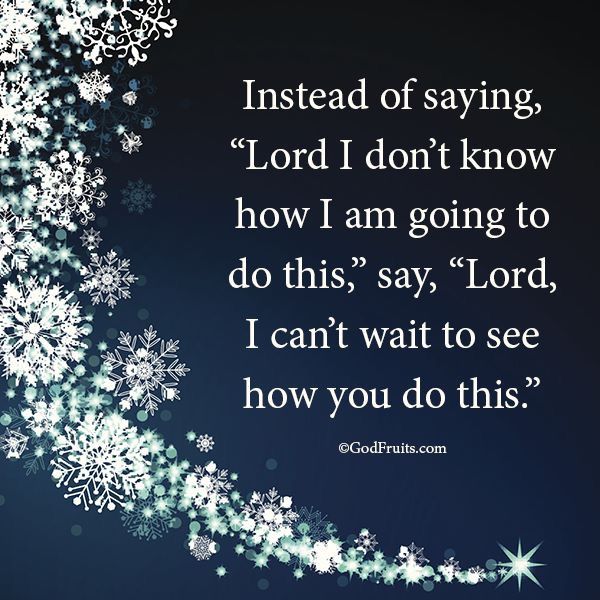 Instead of saying,
“Lord I don’t know
how I am going to
do this,” say, “Lord,
I can’t wait to see
how you do this.”
©GodFruits.com